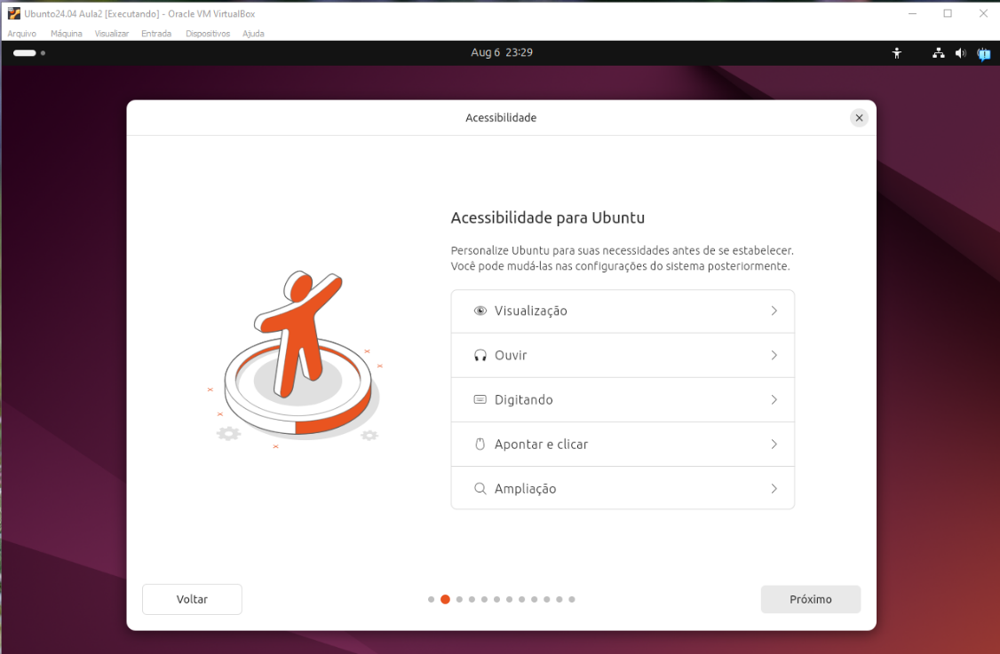 Ubunto24.04 Aula2 [Executando] - Oracle VM VirtualBox
Arquivo Máquina Visualizar Entrada Dispositivos Ajuda
Aug 6 23:29
Acessibilidade
Acessibilidade para Ubuntu
Personalize Ubuntu para suas necessidades antes de se estabelecer.
Você pode mudá-las nas configurações do sistema posteriormente.
Visualização
Ouvir
Digitando
Apontar e clicar
Ampliação
Voltar
Próximo